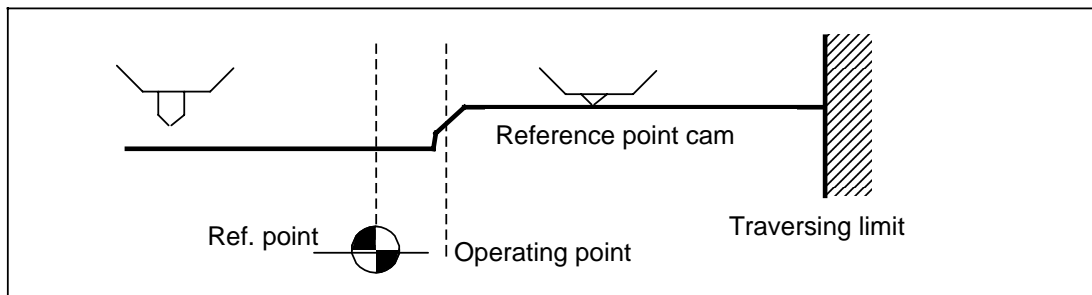 Reference point cam
Traversing limit
Ref. point
Operating point